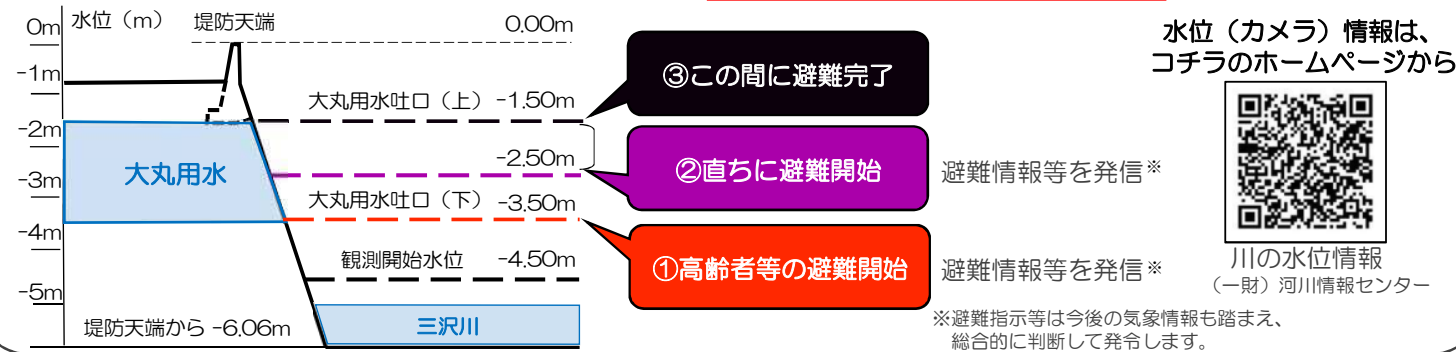 水位（m）
堤防天端
0.00m
0m
-1m
-2m
-3m
-4m
-5m
大丸用水吐口（上） -1.50m
-2.50m
大丸用水
大丸用水吐口（下） -3.50m
観測開始水位 -4.50m
堤防天端から -6.06m
三沢川
③この間に避難完了
②直ちに避難開始
避難情報等を発信※
①高齢者等の避難開始
避難情報等を発信※
※避難指示等は今後の気象情報も踏まえ、
総合的に判断して発令します。
水位（カメラ）情報は、
コチラのホームページから
川の水位情報
（一財）河川情報センター